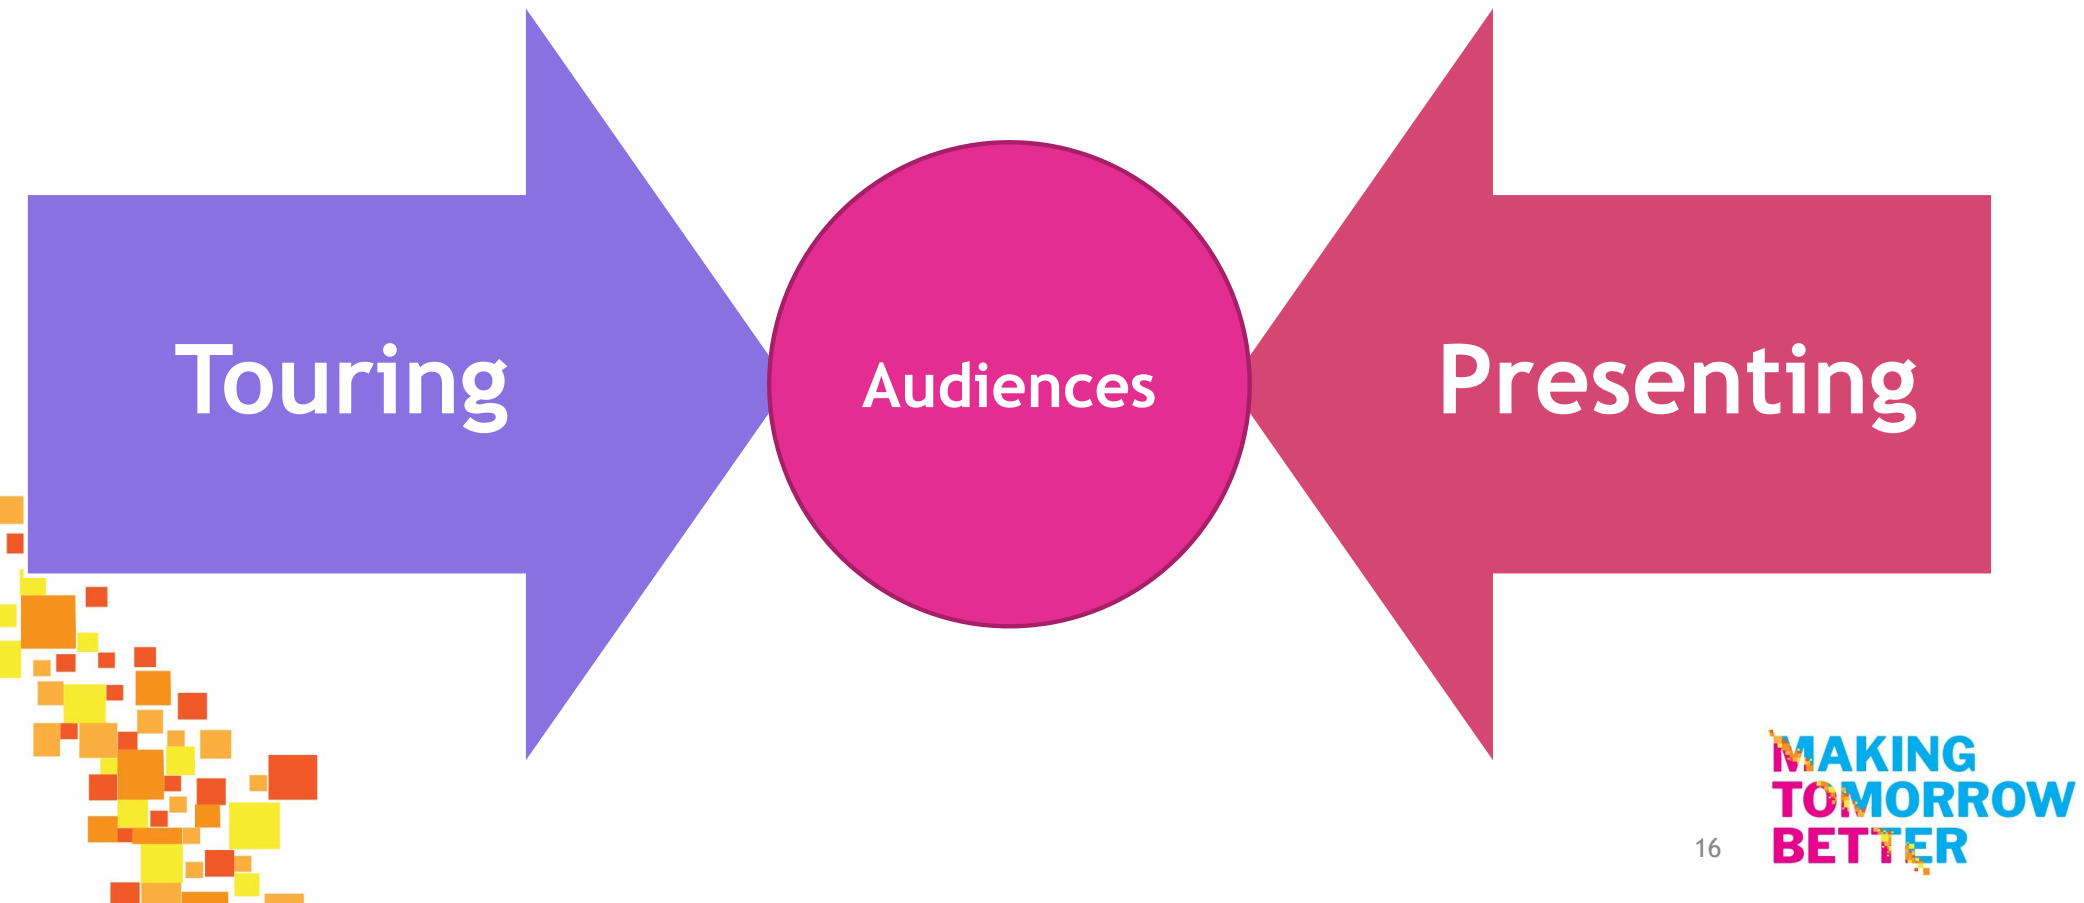 Touring
Audiences
Presenting
16
MAKING
TOMORROW
BETTER